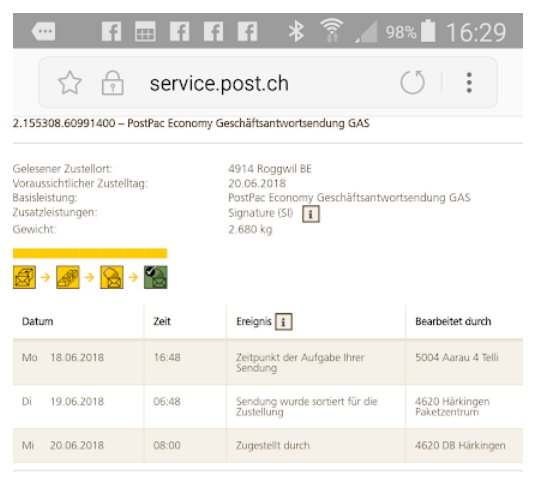 98% 16:29
service.post.ch
2.155308.60991400 – PostPac Economy Geschäftsantwortsendung GAS
Gelesener Zustellort: 4914 Roggwil BE
Voraussichtlicher Zustelltag: 20.06.2018
Basisleistung: PostPac Economy Geschäftsantwortsendung GAS
Zusatzleistungen: Signature (SI) i
Gewicht: 2.680 kg
Datum Zeit Ereignis i Bearbeitet durch
Mo 18.06.2018 16:48 Zeitpunkt der Aufgabe Ihrer 5004 Aarau 4 Telli
Sendung
Di 19.06.2018 06:48 Sendung wurde sortiert für die 4620 Härkingen
Zustellung Paketzentrum
Mi 20.06.2018 08:00 Zugestellt durch 4620 DB Härkingen